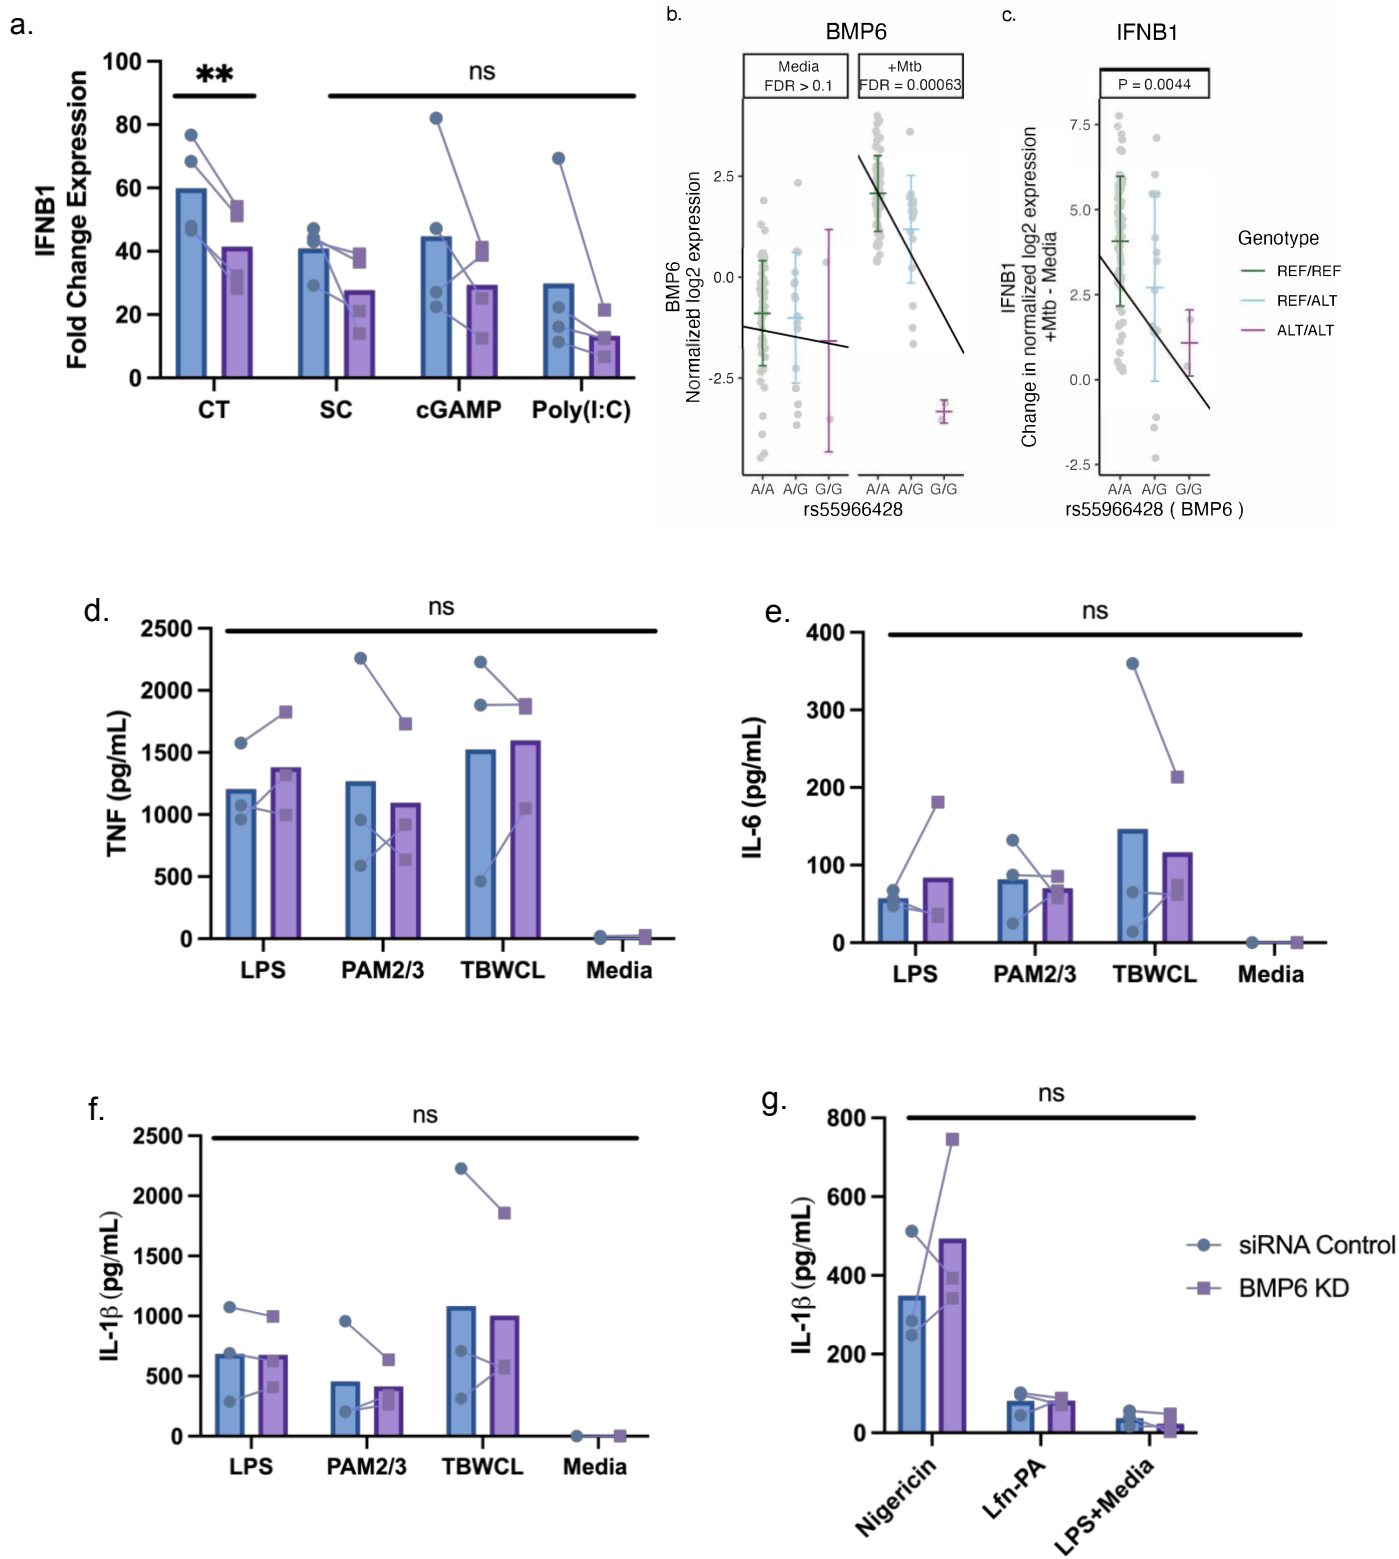 a.
IFNB1
Fold Change Expression
100
80
60
40
20
0
**
ns
CT
SC
cGAMP
Poly(I:C)
b.
BMP6
Media
FDR > 0.1
+Mtb
FDR = 0.00063
BMP6
Normalized log2 expression
2.5
0.0
-2.5
A/A
A/G
G/G
A/A
A/G
G/G
rs55966428
c.
IFNB1
P = 0.0044
IFNB1
Change in normalized log2 expression
+Mtb - Media
7.5
5.0
2.5
0.0
-2.5
A/A
A/G
G/G
rs55966428 ( BMP6 )
Genotype
REF/REF
REF/ALT
ALT/ALT
d.
ns
TNF (pg/mL)
2500
2000
1500
1000
500
0
LPS
PAM2/3
TBWCL
Media
e.
ns
IL-6 (pg/mL)
400
300
200
100
0
LPS
PAM2/3
TBWCL
Media
f.
ns
IL-1β (pg/mL)
2500
2000
1500
1000
500
0
LPS
PAM2/3
TBWCL
Media
g.
ns
IL-1β (pg/mL)
800
600
400
200
0
Nigericin
Lfn-PA
LPS+Media
siRNA Control
BMP6 KD